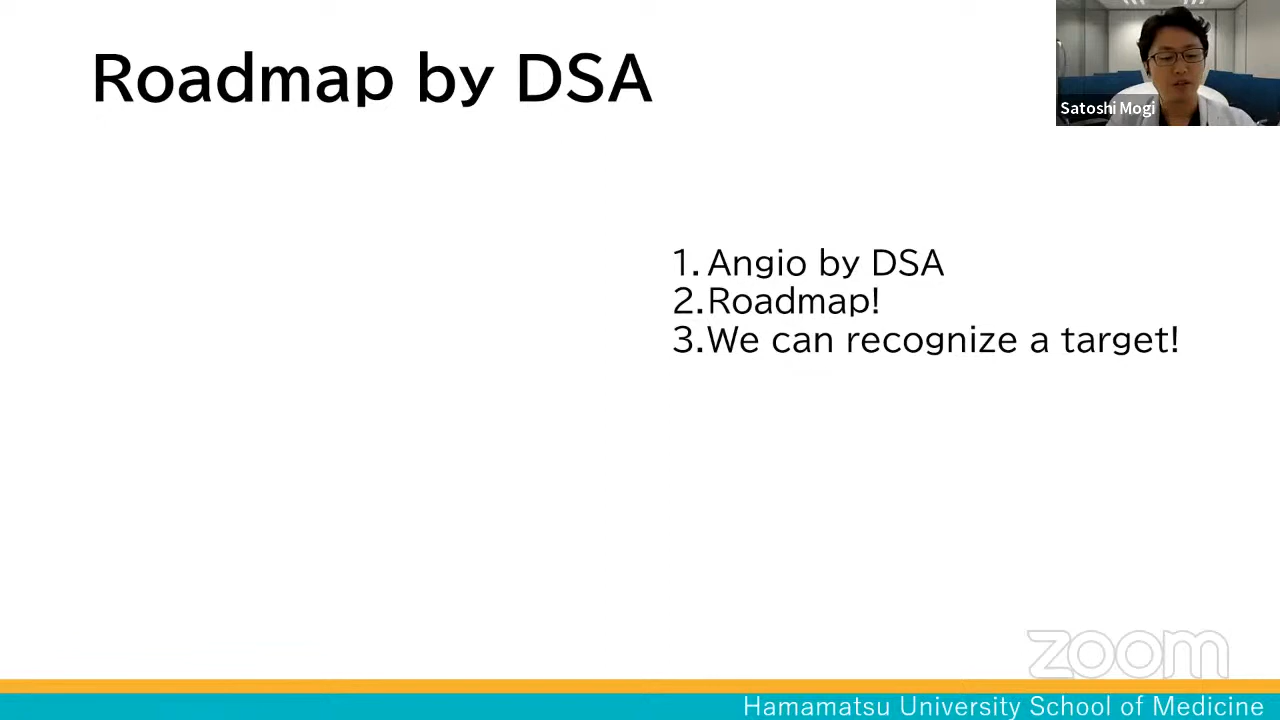 Roadmap by DSA
Satoshi Mogi
1. Angio by DSA
2.Roadmap!
3.We can recognize a target!
zoom
Hamamatsu University School of Medicine